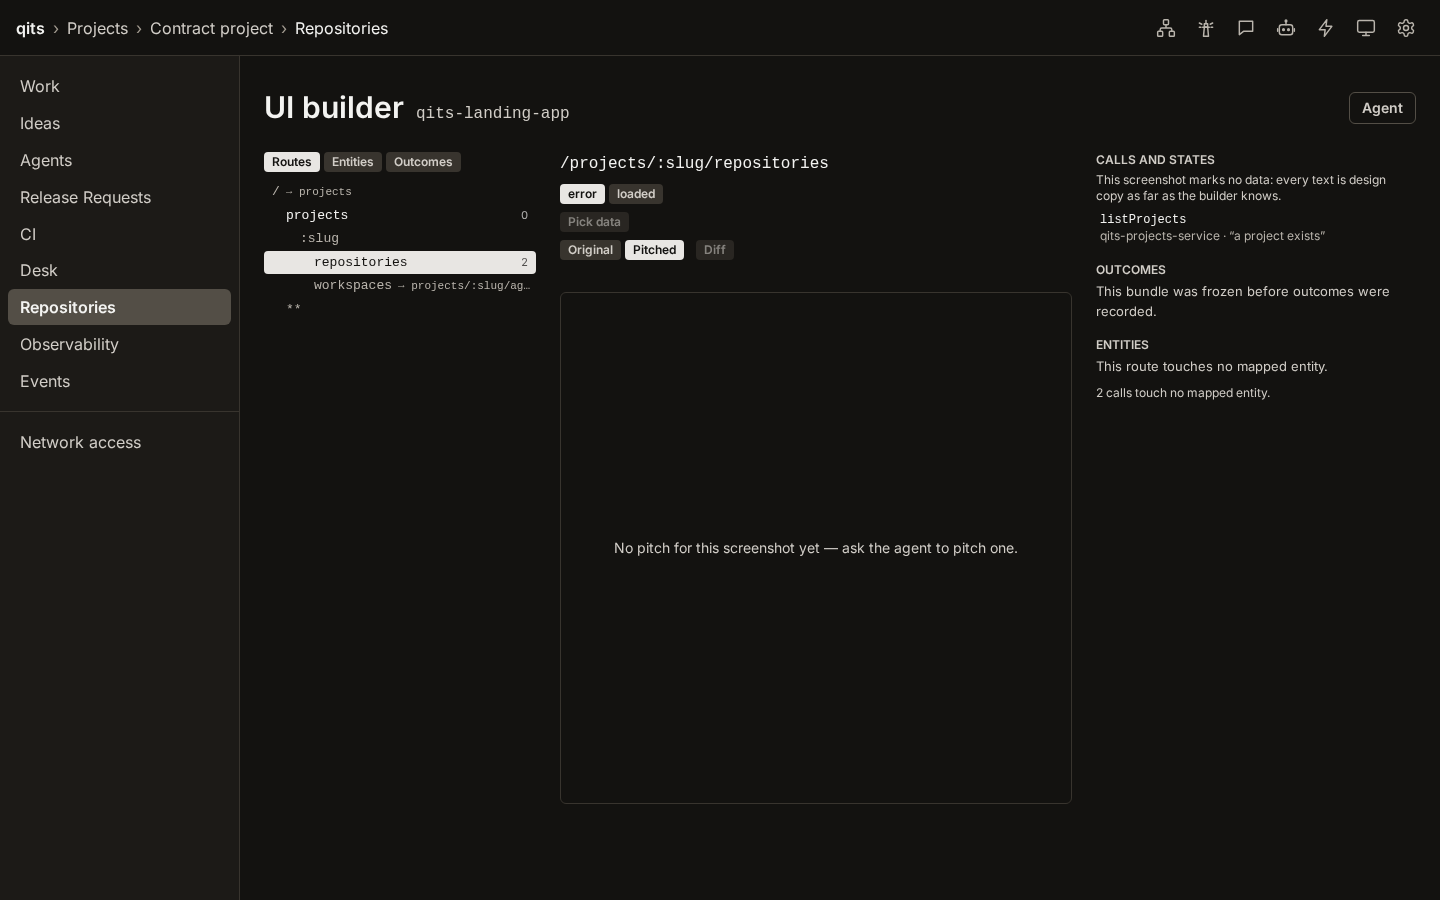 qits › Projects › Contract project › Repositories
Work
Ideas
Agents
Release Requests
CI
Desk
Repositories
Observability
Events
Network access
UI builder qits-landing-app
Agent
Routes Entities Outcomes
/ → projects
projects 0
:slug
repositories 2
workspaces → projects/:slug/ag…
**
/projects/:slug/repositories
error loaded
Pick data
Original Pitched Diff
No pitch for this screenshot yet — ask the agent to pitch one.
CALLS AND STATES
This screenshot marks no data: every text is design
copy as far as the builder knows.
listProjects
qits-projects-service · “a project exists”
OUTCOMES
This bundle was frozen before outcomes were
recorded.
ENTITIES
This route touches no mapped entity.
2 calls touch no mapped entity.